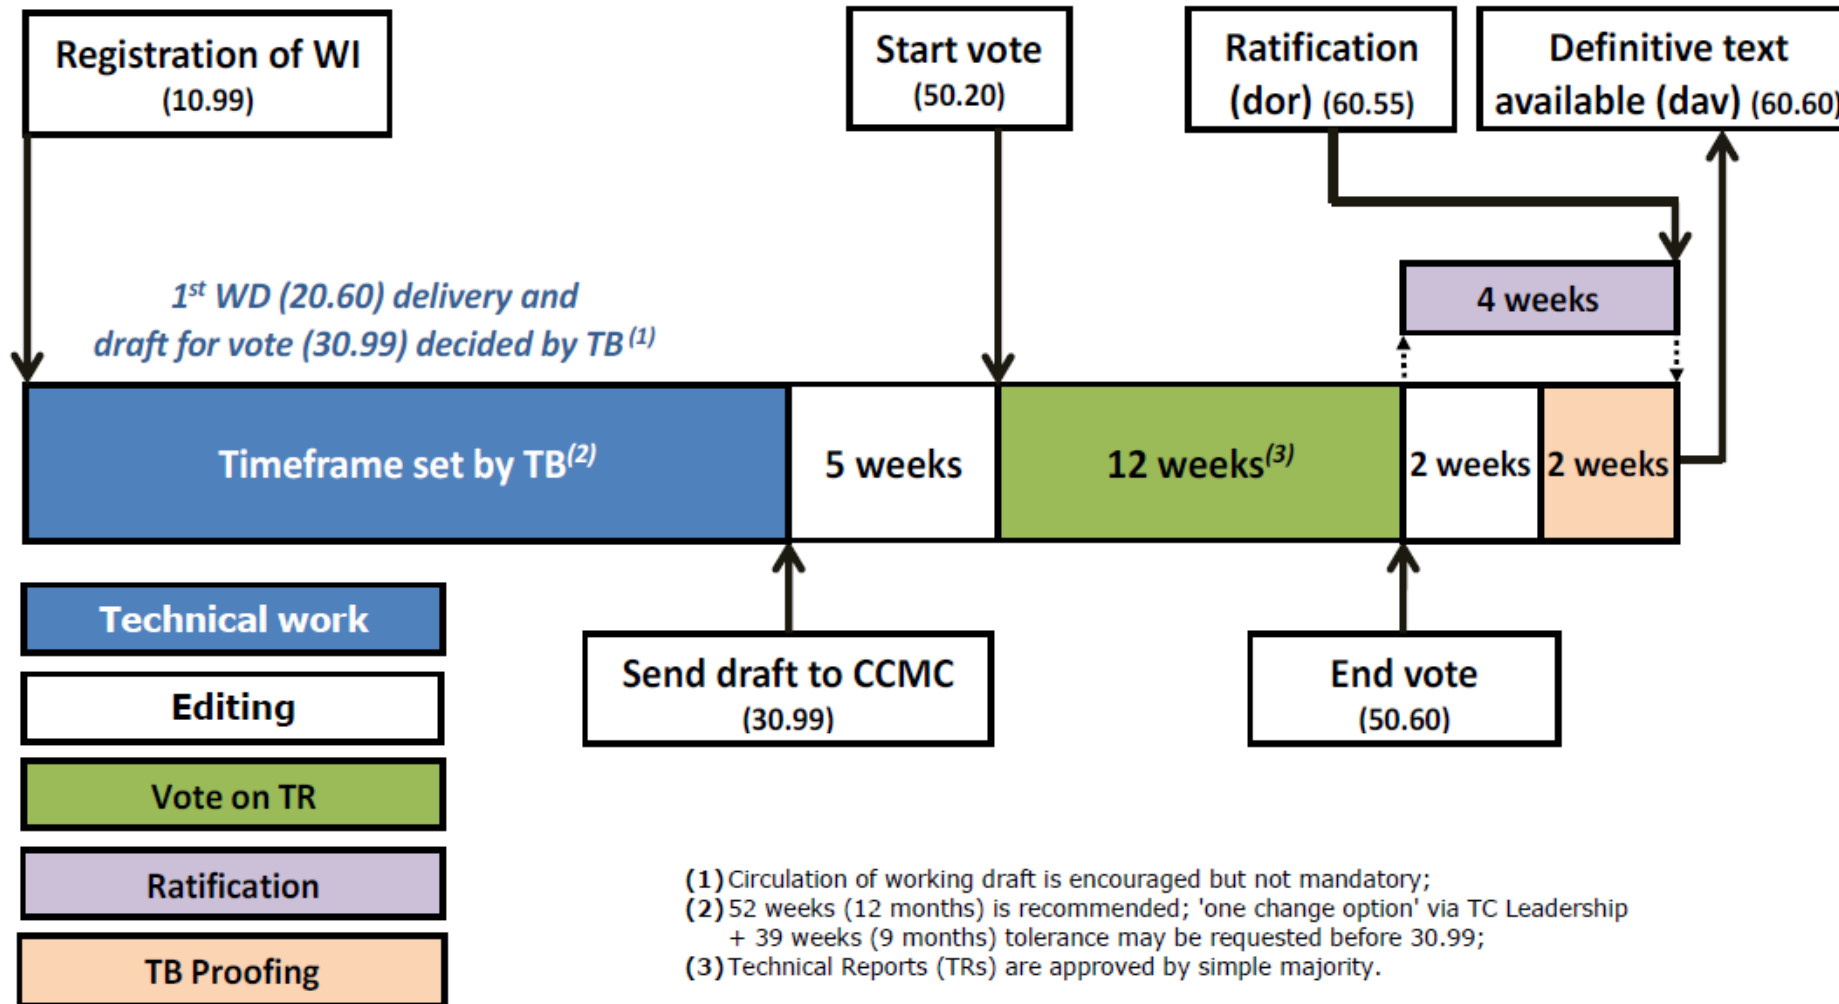 Registration of WI
(10.99)
Start vote
(50.20)
Ratification
(dor) (60.55)
Definitive text
available (dav) (60.60)
1st WD (20.60) delivery and
draft for vote (30.99) decided by TB (1)
4 weeks
Timeframe set by TB(2)
5 weeks
12 weeks(3)
2 weeks
2 weeks
Technical work
Editing
Vote on TR
Ratification
TB Proofing
Send draft to CCMC
(30.99)
End vote
(50.60)
(1) Circulation of working draft is encouraged but not mandatory;
(2) 52 weeks (12 months) is recommended; 'one change option' via TC Leadership
+ 39 weeks (9 months) tolerance may be requested before 30.99;
(3) Technical Reports (TRs) are approved by simple majority.